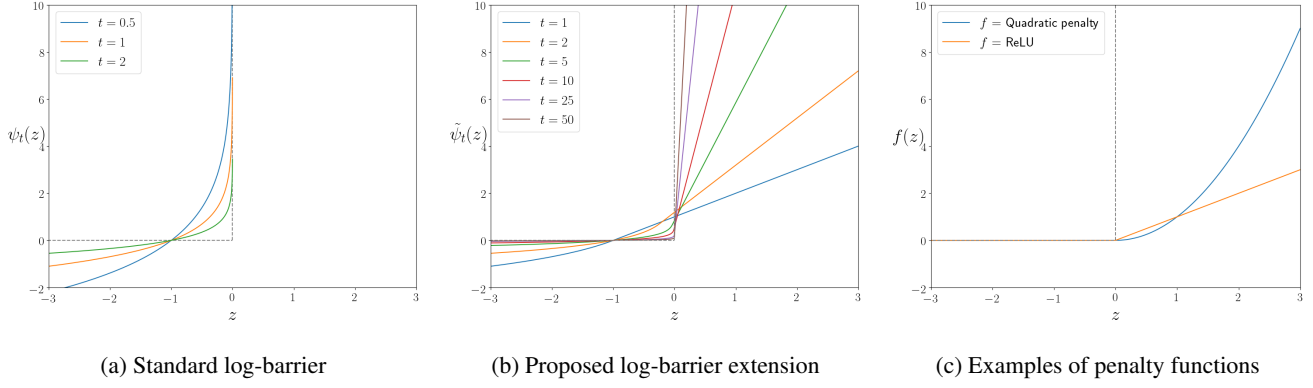 10
8
6
4
2
0
−2
ψ_t(z)
t = 0.5
t = 1
t = 2
−3 −2 −1 0 1 2 3
z
(a) Standard log-barrier
10
8
6
4
2
0
−2
ψ̃_t(z)
t = 1
t = 2
t = 5
t = 10
t = 25
t = 50
−3 −2 −1 0 1 2 3
z
(b) Proposed log-barrier extension
10
8
6
4
2
0
−2
f(z)
f = Quadratic penalty
f = ReLU
−3 −2 −1 0 1 2 3
z
(c) Examples of penalty functions